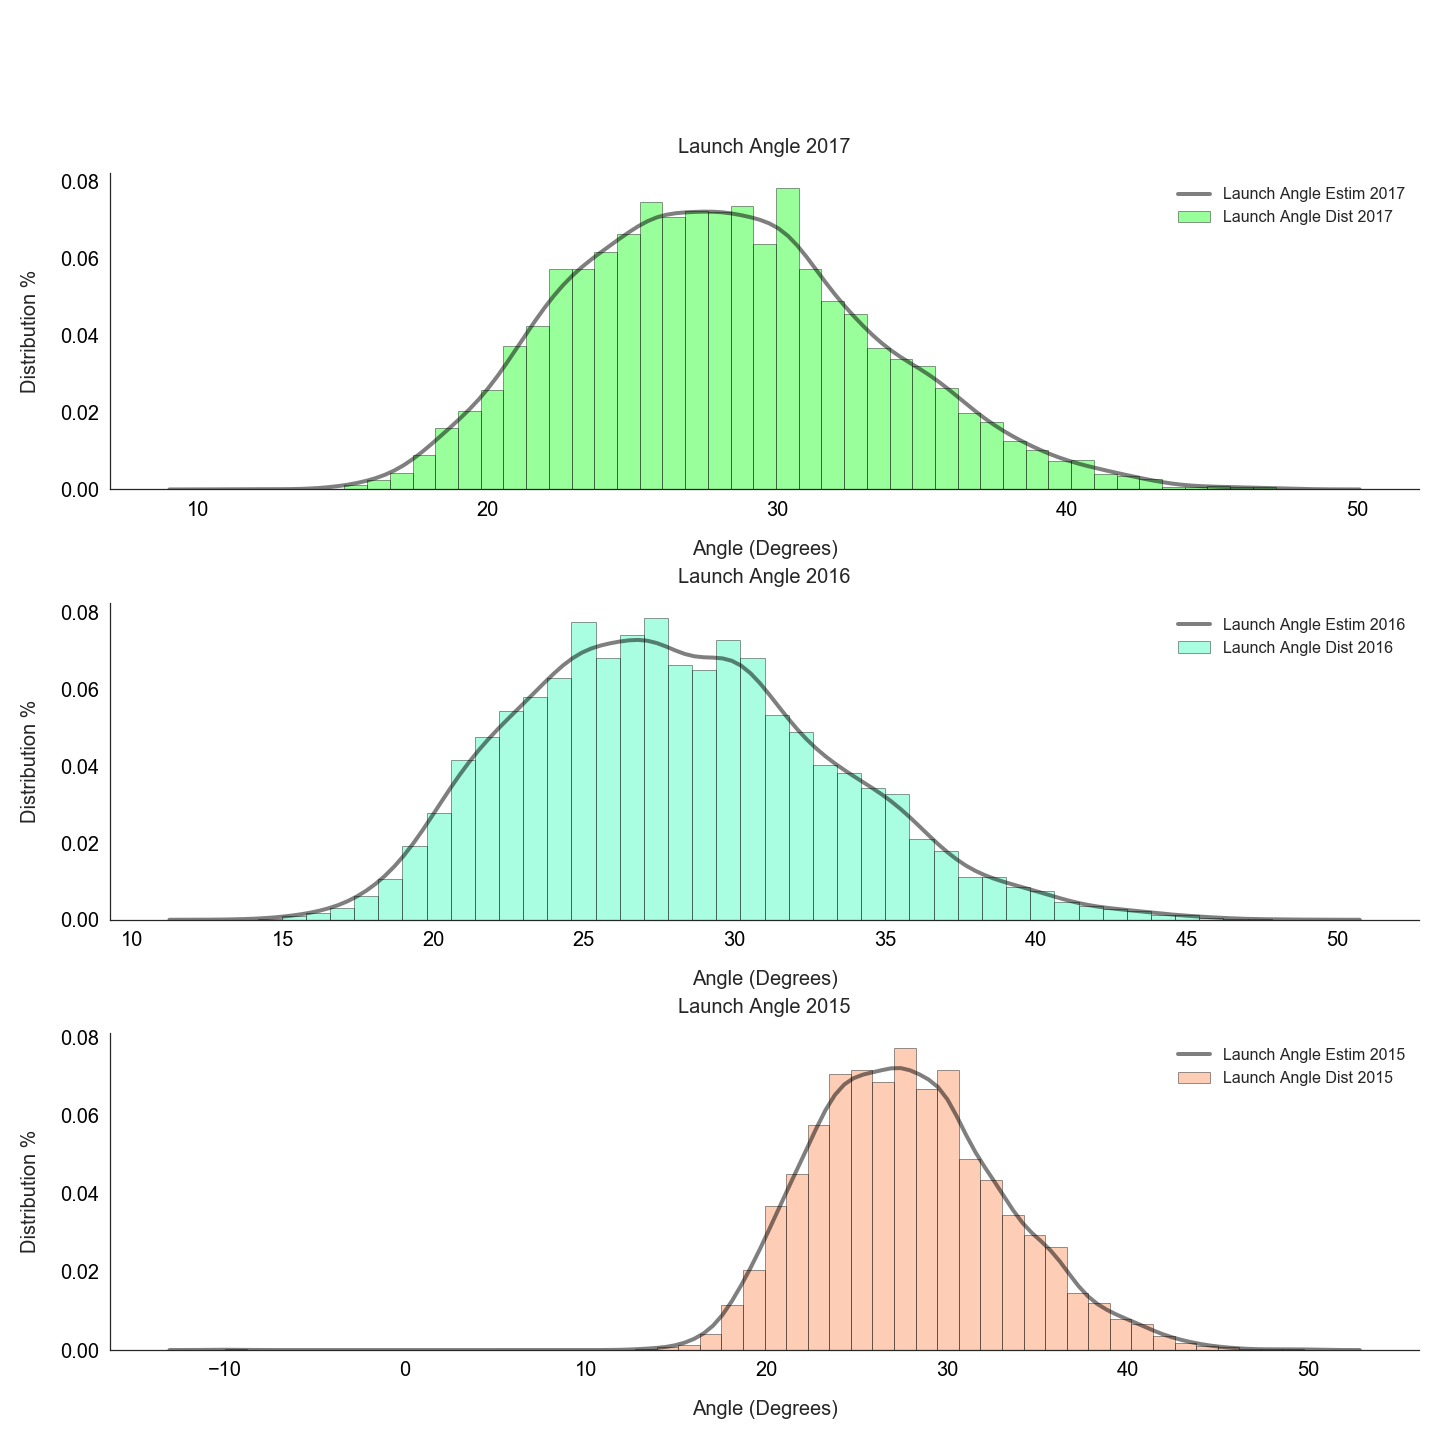 Launch Angle 2017
0.08
0.06
0.04
0.02
0.00
Distribution %
Launch Angle Estim 2017
Launch Angle Dist 2017
10 20 30 40 50
Angle (Degrees)
Launch Angle 2016
0.08
0.06
0.04
0.02
0.00
Distribution %
Launch Angle Estim 2016
Launch Angle Dist 2016
10 15 20 25 30 35 40 45 50
Angle (Degrees)
Launch Angle 2015
0.08
0.06
0.04
0.02
0.00
Distribution %
Launch Angle Estim 2015
Launch Angle Dist 2015
−10 0 10 20 30 40 50
Angle (Degrees)